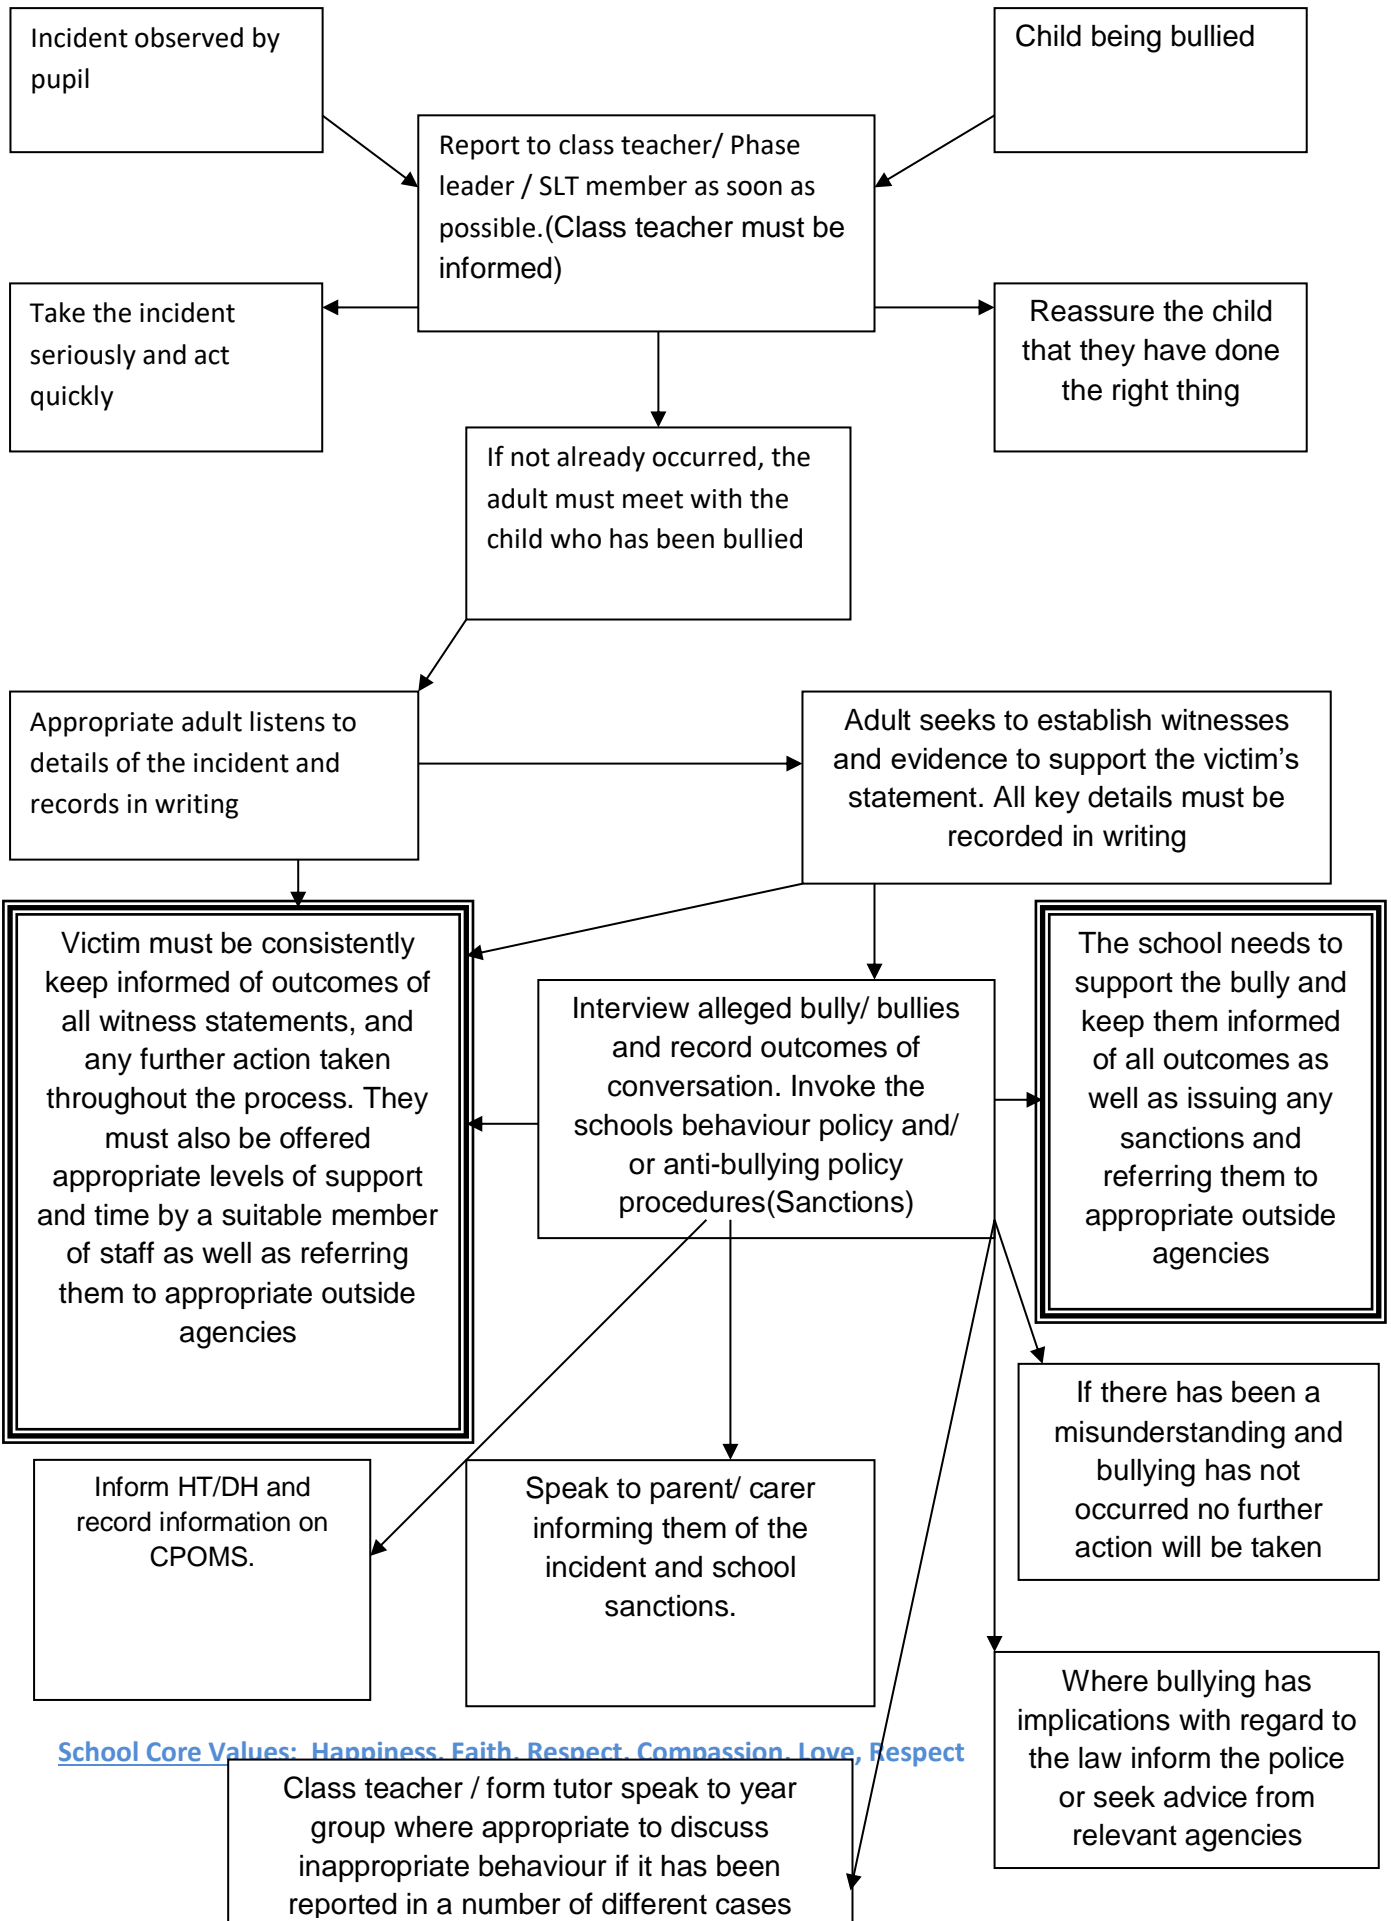 Incident observed by
pupil
Child being bullied
Report to class teacher/ Phase
leader / SLT member as soon as
possible.(Class teacher must be
informed)
Take the incident
seriously and act
quickly
Reassure the child
that they have done
the right thing
If not already occurred, the
adult must meet with the
child who has been bullied
Appropriate adult listens to
details of the incident and
records in writing
Adult seeks to establish witnesses
and evidence to support the victim’s
statement. All key details must be
recorded in writing
Victim must be consistently
keep informed of outcomes of
all witness statements, and
any further action taken
throughout the process. They
must also be offered
appropriate levels of support
and time by a suitable member
of staff as well as referring
them to appropriate outside
agencies
Interview alleged bully/ bullies
and record outcomes of
conversation. Invoke the
schools behaviour policy and/
or anti-bullying policy
procedures(Sanctions)
The school needs to
support the bully and
keep them informed
of all outcomes as
well as issuing any
sanctions and
referring them to
appropriate outside
agencies
If there has been a
misunderstanding and
bullying has not
occurred no further
action will be taken
Inform HT/DH and
record information on
CPOMS.
Speak to parent/ carer
informing them of the
incident and school
sanctions.
Where bullying has
implications with regard to
the law inform the police
or seek advice from
relevant agencies
School Core Values:  Happiness, Faith, Respect, Compassion, Love, Respect
Class teacher / form tutor speak to year
group where appropriate to discuss
inappropriate behaviour if it has been
reported in a number of different cases